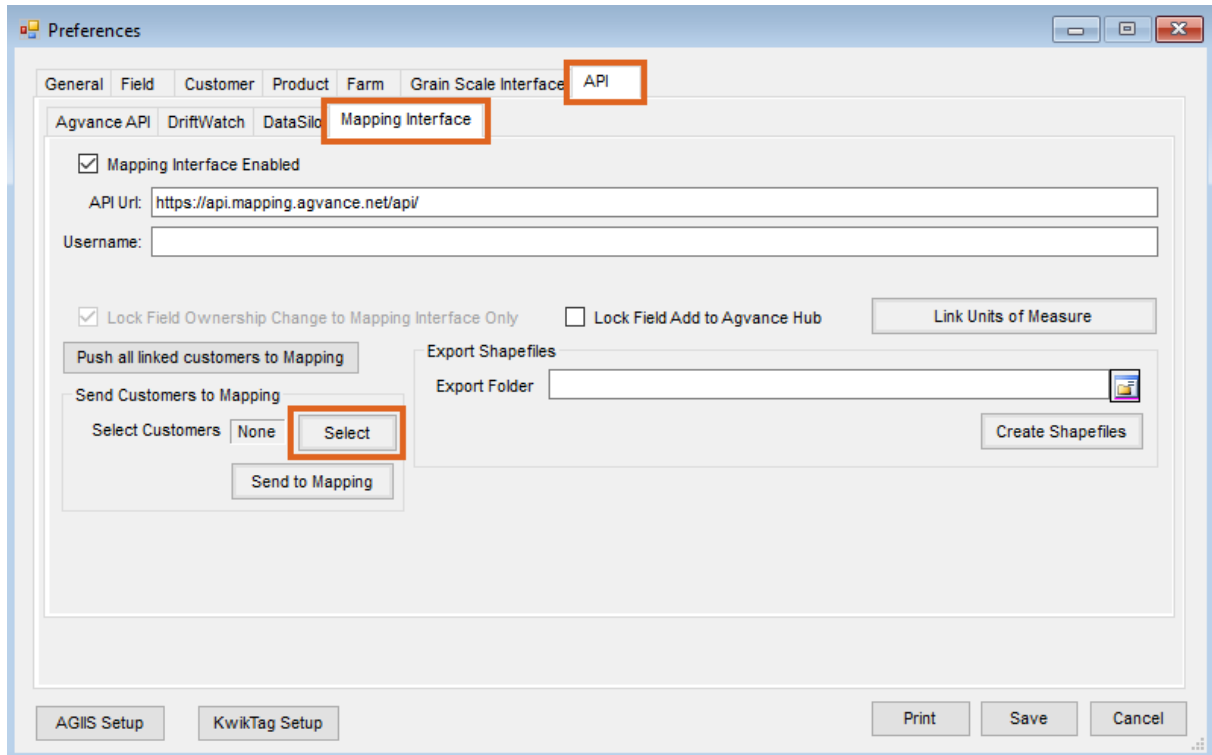 Preferences
General Field Customer Product Farm Grain Scale Interface API
Agvance API DriftWatch DataSilo Mapping Interface
Mapping Interface Enabled
API Url: https://api.mapping.agvance.net/api/
Username:
Lock Field Ownership Change to Mapping Interface Only Lock Field Add to Agvance Hub Link Units of Measure
Push all linked customers to Mapping Export Shapefiles
Export Folder
Send Customers to Mapping
Select Customers None Select Create Shapefiles
Send to Mapping
AGIIS Setup KwikTag Setup Print Save Cancel